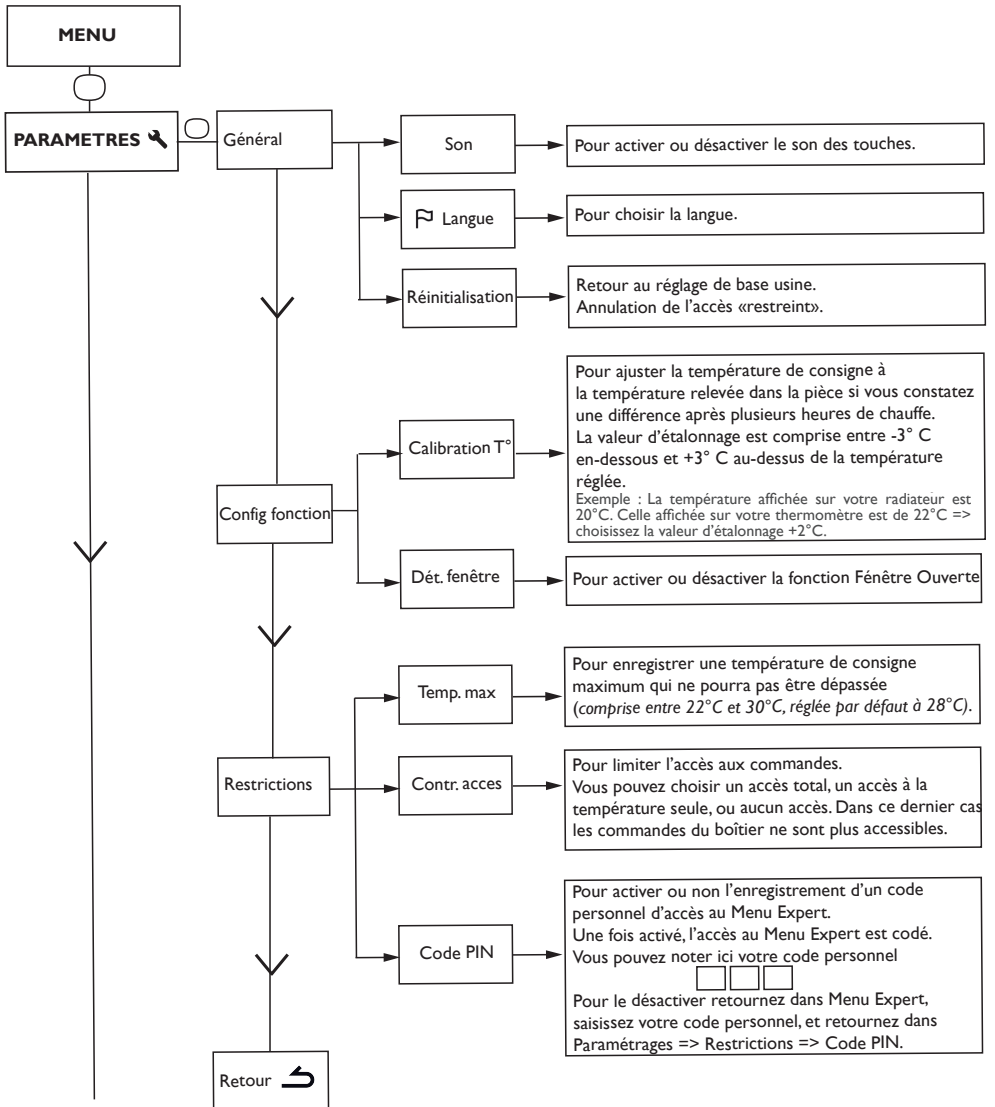 MENU
PARAMETRES
Général
Son
Pour activer ou désactiver le son des touches.
Langue
Pour choisir la langue.
Réinitialisation
Retour au réglage de base usine.
Annulation de l'accès «restreint».
Config fonction
Calibration T°
Pour ajuster la température de consigne à
la température relevée dans la pièce si vous constatez
une différence après plusieurs heures de chauffe.
La valeur d'étalonnage est comprise entre -3° C
en-dessous et +3° C au-dessus de la température
réglée.
Exemple : La température affichée sur votre radiateur est
20°C. Celle affichée sur votre thermomètre est de 22°C =>
choisissez la valeur d'étalonnage +2°C.
Dét. fenêtre
Pour activer ou désactiver la fonction Fénêtre Ouverte
Restrictions
Temp. max
Pour enregistrer une température de consigne
maximum qui ne pourra pas être dépassée
(comprise entre 22°C et 30°C, réglée par défaut à 28°C).
Contr. acces
Pour limiter l'accès aux commandes.
Vous pouvez choisir un accès total, un accès à la
température seule, ou aucun accès. Dans ce dernier cas
les commandes du boîtier ne sont plus accessibles.
Code PIN
Pour activer ou non l'enregistrement d'un code
personnel d'accès au Menu Expert.
Une fois activé, l'accès au Menu Expert est codé.
Vous pouvez noter ici votre code personnel
Pour le désactiver retournez dans Menu Expert,
saisissez votre code personnel, et retournez dans
Paramétrages => Restrictions => Code PIN.
Retour